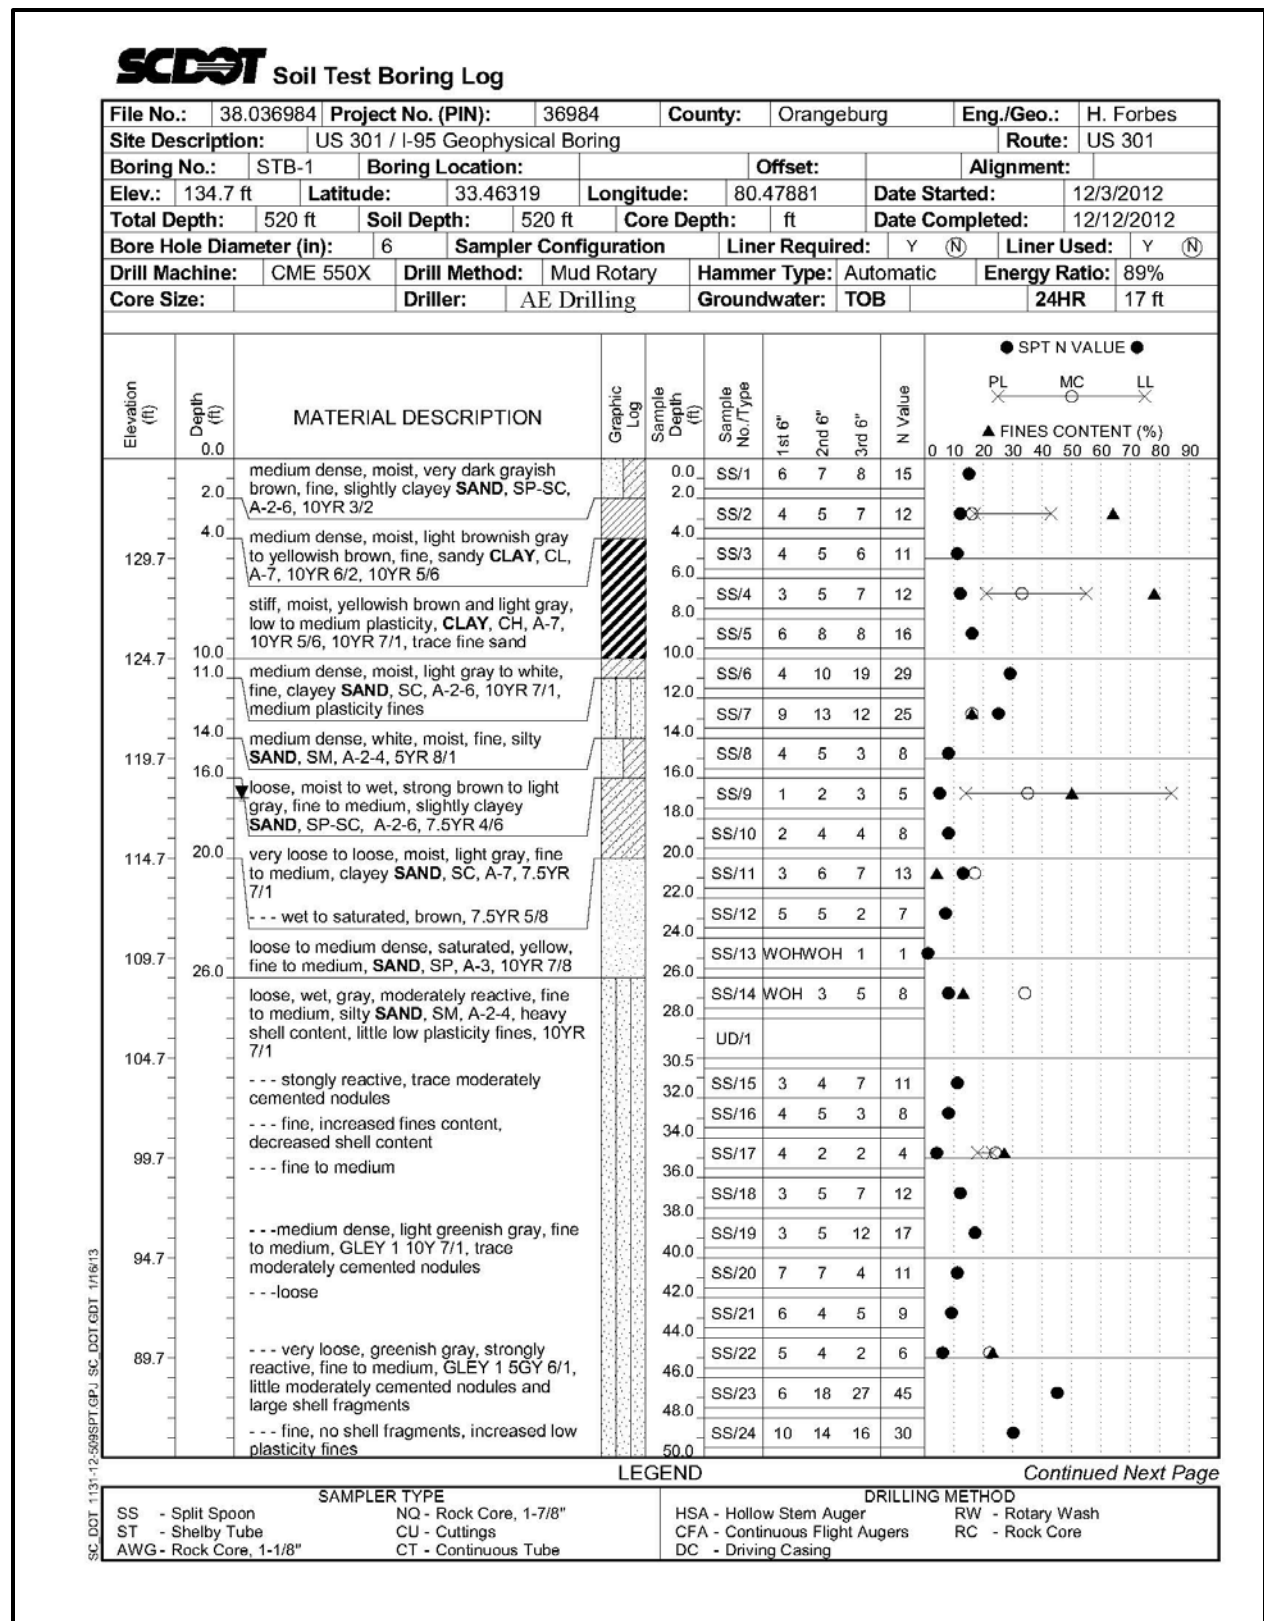 SCDOT Soil Test Boring Log
File No.: 38.036984 Project No. (PIN): 36984 County: Orangeburg Eng./Geo.: H. Forbes
Site Description: US 301 / I-95 Geophysical Boring Route: US 301
Boring No.: STB-1 Boring Location: Offset: Alignment:
Elev.: 134.7 ft Latitude: 33.46319 Longitude: 80.47881 Date Started: 12/3/2012
Total Depth: 520 ft Soil Depth: 520 ft Core Depth: ft Date Completed: 12/12/2012
Bore Hole Diameter (in): 6 Sampler Configuration Liner Required: Y N Liner Used: Y N
Drill Machine: CME 550X Drill Method: Mud Rotary Hammer Type: Automatic Energy Ratio: 89%
Core Size: Driller: AE Drilling Groundwater: TOB 24HR 17 ft
Elevation (ft)
Depth (ft)
0.0
MATERIAL DESCRIPTION
Graphic Log
Sample Depth (ft)
Sample No./Type
1st 6"
2nd 6"
3rd 6"
N Value
SPT N VALUE
PL MC LL
FINES CONTENT (%)
0 10 20 30 40 50 60 70 80 90
129.7
124.7
119.7
114.7
109.7
104.7
99.7
94.7
89.7
2.0
4.0
10.0
11.0
14.0
16.0
20.0
26.0
medium dense, moist, very dark grayish
brown, fine, slightly clayey SAND, SP-SC,
A-2-6, 10YR 3/2
medium dense, moist, light brownish gray
to yellowish brown, fine, sandy CLAY, CL,
A-7, 10YR 6/2, 10YR 5/6
stiff, moist, yellowish brown and light gray,
low to medium plasticity, CLAY, CH, A-7,
10YR 5/6, 10YR 7/1, trace fine sand
medium dense, moist, light gray to white,
fine, clayey SAND, SC, A-2-6, 10YR 7/1,
medium plasticity fines
medium dense, white, moist, fine, silty
SAND, SM, A-2-4, 5YR 8/1
loose, moist to wet, strong brown to light
gray, fine to medium, slightly clayey
SAND, SP-SC, A-2-6, 7.5YR 4/6
very loose to loose, moist, light gray, fine
to medium, clayey SAND, SC, A-7, 7.5YR
7/1
- - - wet to saturated, brown, 7.5YR 5/8
loose to medium dense, saturated, yellow,
fine to medium, SAND, SP, A-3, 10YR 7/8
loose, wet, gray, moderately reactive, fine
to medium, silty SAND, SM, A-2-4, heavy
shell content, little low plasticity fines, 10YR
7/1
- - - stongly reactive, trace moderately
cemented nodules
- - - fine, increased fines content,
decreased shell content
- - - fine to medium
- - -medium dense, light greenish gray, fine
to medium, GLEY 1 10Y 7/1, trace
moderately cemented nodules
- - -loose
- - - very loose, greenish gray, strongly
reactive, fine to medium, GLEY 1 5GY 6/1,
little moderately cemented nodules and
large shell fragments
- - - fine, no shell fragments, increased low
plasticity fines
0.0 SS/1 6 7 8 15
2.0
SS/2 4 5 7 12
4.0
SS/3 4 5 6 11
6.0
SS/4 3 5 7 12
8.0
SS/5 6 8 8 16
10.0
SS/6 4 10 19 29
12.0
SS/7 9 13 12 25
14.0
SS/8 4 5 3 8
16.0
SS/9 1 2 3 5
18.0
SS/10 2 4 4 8
20.0
SS/11 3 6 7 13
22.0
SS/12 5 5 2 7
24.0
SS/13 WOH WOH 1 1
26.0
SS/14 WOH 3 5 8
28.0
UD/1
30.5
SS/15 3 4 7 11
32.0
SS/16 4 5 3 8
34.0
SS/17 4 2 2 4
36.0
SS/18 3 5 7 12
38.0
SS/19 3 5 12 17
40.0
SS/20 7 7 4 11
42.0
SS/21 6 4 5 9
44.0
SS/22 5 4 2 6
46.0
SS/23 6 18 27 45
48.0
SS/24 10 14 16 30
50.0
LEGEND
Continued Next Page
SAMPLER TYPE
SS - Split Spoon NQ - Rock Core, 1-7/8"
ST - Shelby Tube CU - Cuttings
AWG - Rock Core, 1-1/8" CT - Continuous Tube
DRILLING METHOD
HSA - Hollow Stem Auger RW - Rotary Wash
CFA - Continuous Flight Augers RC - Rock Core
DC - Driving Casing
SC_DOT 1131-12-509SPT.GPJ SC_DOT.GDT 1/16/13